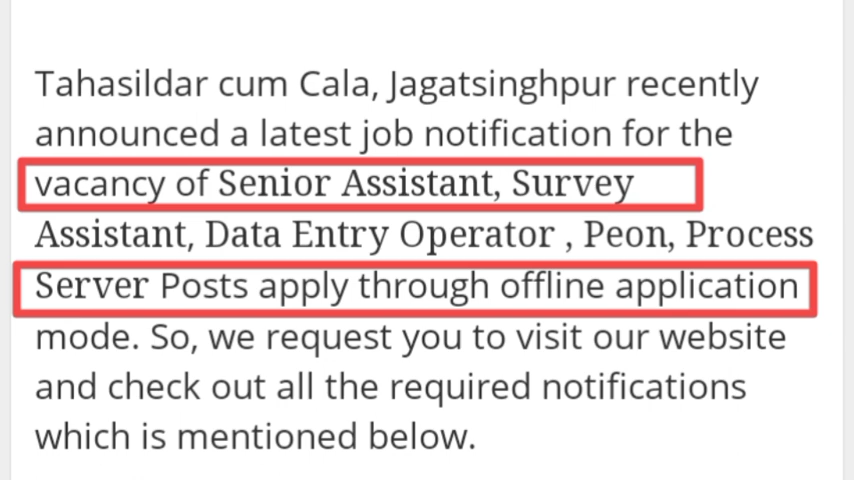 Tahasildar cum Cala, Jagatsinghpur recently
announced a latest job notification for the
vacancy of Senior Assistant, Survey
Assistant, Data Entry Operator , Peon, Process
Server Posts apply through offline application
mode. So, we request you to visit our website
and check out all the required notifications
which is mentioned below.